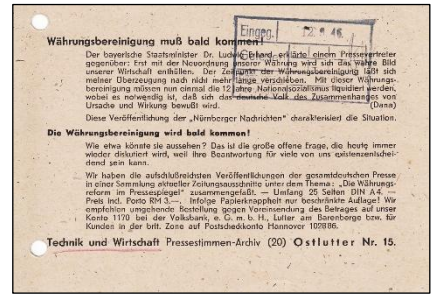 Eingeg. 12. 8. 46
Währungsbereinigung muß bald kommen!
Der bayerische Staatsminister Dr. Ludwig Erhard erklärte einem Pressevertreter
gegenüber: Erst mit der Neuordnung unserer Währung wird sich das wahre Bild
unserer Wirtschaft enthüllen. Der Zeitpunkt der Währungsbereinigung läßt sich
meiner Überzeugung nach nicht mehr lange verschieben. Mit dieser Währungs-
bereinigung müssen nun einmal die 12 Jahre Nationalsozialismus liquidiert werden,
wobei es notwendig ist, daß sich das deutsche Volk des Zusammenhanges von
Ursache und Wirkung bewußt wird. (Dana)
Diese Veröffentlichung der „Nürnberger Nachrichten" charakterisiert die Situation.
Die Währungsbereinigung wird bald kommen!
Wie etwa könnte sie aussehen? Das ist die große offene Frage, die heute immer
wieder diskutiert wird, weil ihre Beantwortung für viele von uns existenzentschei-
dend sein kann.
Wir haben die aufschlußreichsten Veröffentlichungen der gesamtdeutschen Presse
in einer Sammlung aktueller Zeitungsausschnitte unter dem Thema: „Die Währungs-
reform im Pressespiegel" zusammengefaßt. — Umfang 25 Seiten DIN A 4. —
Preis incl. Porto RM 3.—. Infolge Papierknappheit nur beschränkte Auflage! Wir
empfehlen umgehende Bestellung gegen Voreinsendung des Betrages auf unser
Konto 1170 bei der Volksbank, e. G. m. b. H., Lutter am Barenberge bzw. für
Kunden in der brit. Zone auf Postscheckkonto Hannover 102886.
Technik und Wirtschaft Pressestimmen-Archiv (20) Ostlutter Nr. 15.